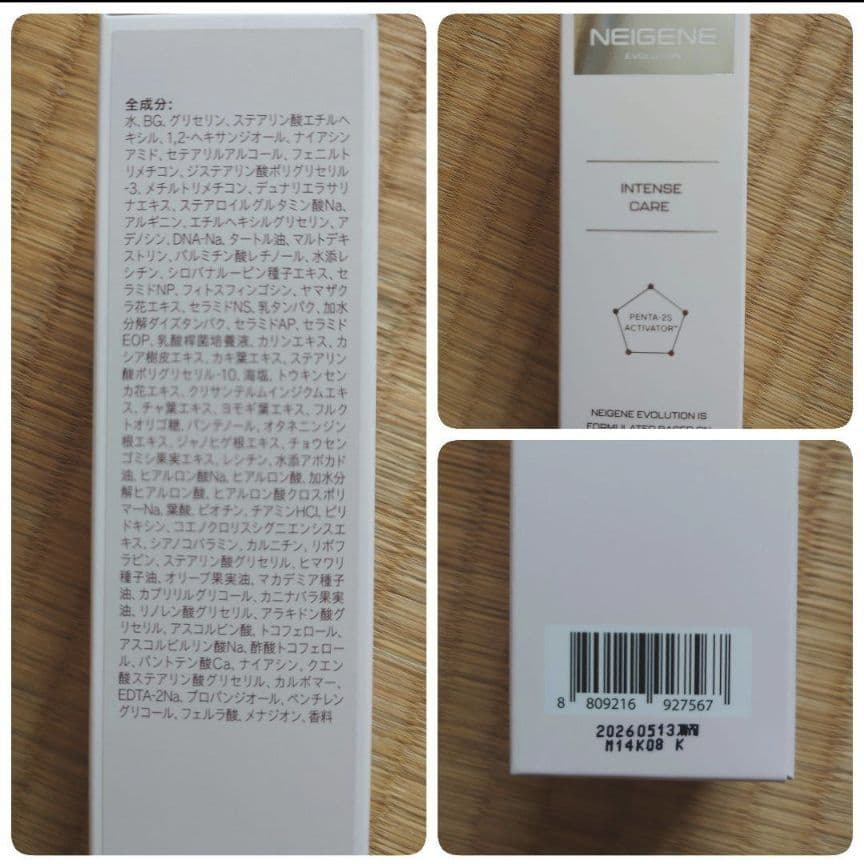 全成分:
水、BG、グリセリン、ステアリン酸エチルヘ
キシル、1,2-ヘキサンジオール、ナイアシン
アミド、セテアリルアルコール、フェニルト
リメチコン、ジステアリン酸ポリグリセリル
-3、メチルトリメチコン、デュナリエラサリ
ナエキス、ステアロイルグルタミン酸Na、
アルギニン、エチルヘキシルグリセリン、ア
デノシン、DNA-Na、タートル油、マルトデキ
ストリン、パルミチン酸レチノール、水添レ
シチン、シロバナルーピン種子エキス、セ
ラミドNP、フィトスフィンゴシン、ヤマザク
ラ花エキス、セラミドNS、乳タンパク、加水
分解ダイズタンパク、セラミドAP、セラミド
EOP、乳酸桿菌培養液、カリンエキス、カ
シア樹皮エキス、カキ葉エキス、ステアリン
酸ポリグリセリル-10、海塩、トウキンセン
カ花エキス、クリサンテルムインジクムエキ
ス、チャ葉エキス、ヨモギ葉エキス、フルク
トオリゴ糖、パンテノール、オタネニンジン
根エキス、ジャノヒゲ根エキス、チョウセン
ゴミシ果実エキス、レシチン、水添アボカド
油、ヒアルロン酸Na、ヒアルロン酸、加水分
解ヒアルロン酸、ヒアルロン酸クロスポリ
マーNa、葉酸、ビオチン、チアミンHCl、ピリ
ドキシン、コエノクロリスシグニエンシスエ
キス、シアノコバラミン、カルニチン、リボフ
ラビン、ステアリン酸グリセリル、ヒマワリ
種子油、オリーブ果実油、マカデミア種子
油、カプリリルグリコール、カニナバラ果実
油、リノレン酸グリセリル、アラキドン酸グ
リセリル、アスコルビン酸、トコフェロール、
アスコルビルリン酸Na、酢酸トコフェロー
ル、パントテン酸Ca、ナイアシン、クエン
酸ステアリン酸グリセリル、カルボマー、
EDTA-2Na、プロパンジオール、ペンチレン
グリコール、フェルラ酸、メナジオン、香料
NEIGENE
EVOLUTION
INTENSE
CARE
PENTA-2S
ACTIVATOR™
NEIGENE EVOLUTION IS
FORMULATED BASED ON
8 809216 927567
20260513
M14K08 K